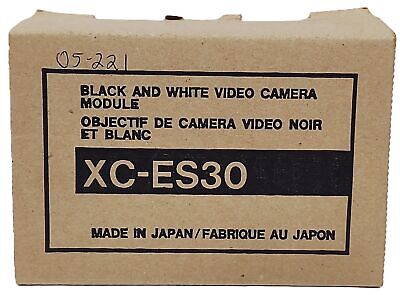 05-221
BLACK AND WHITE VIDEO CAMERA
MODULE
OBJECTIF DE CAMERA VIDEO NOIR
ET BLANC
XC-ES30
MADE IN JAPAN/FABRIQUE AU JAPON